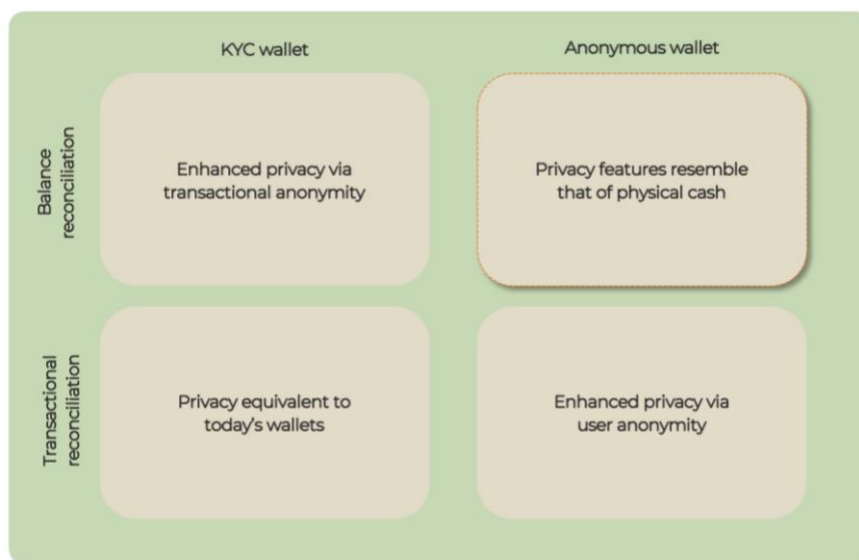 KYC wallet
Anonymous wallet
Balance
reconciliation
Enhanced privacy via
transactional anonymity
Privacy features resemble
that of physical cash
Transactional
reconciliation
Privacy equivalent to
today's wallets
Enhanced privacy via
user anonymity